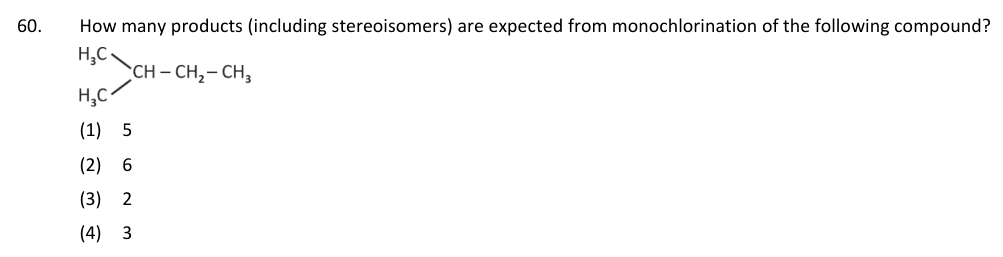 60. How many products (including stereoisomers) are expected from monochlorination of the following compound?
H₃C
CH – CH₂ – CH₃
H₃C
(1) 5
(2) 6
(3) 2
(4) 3